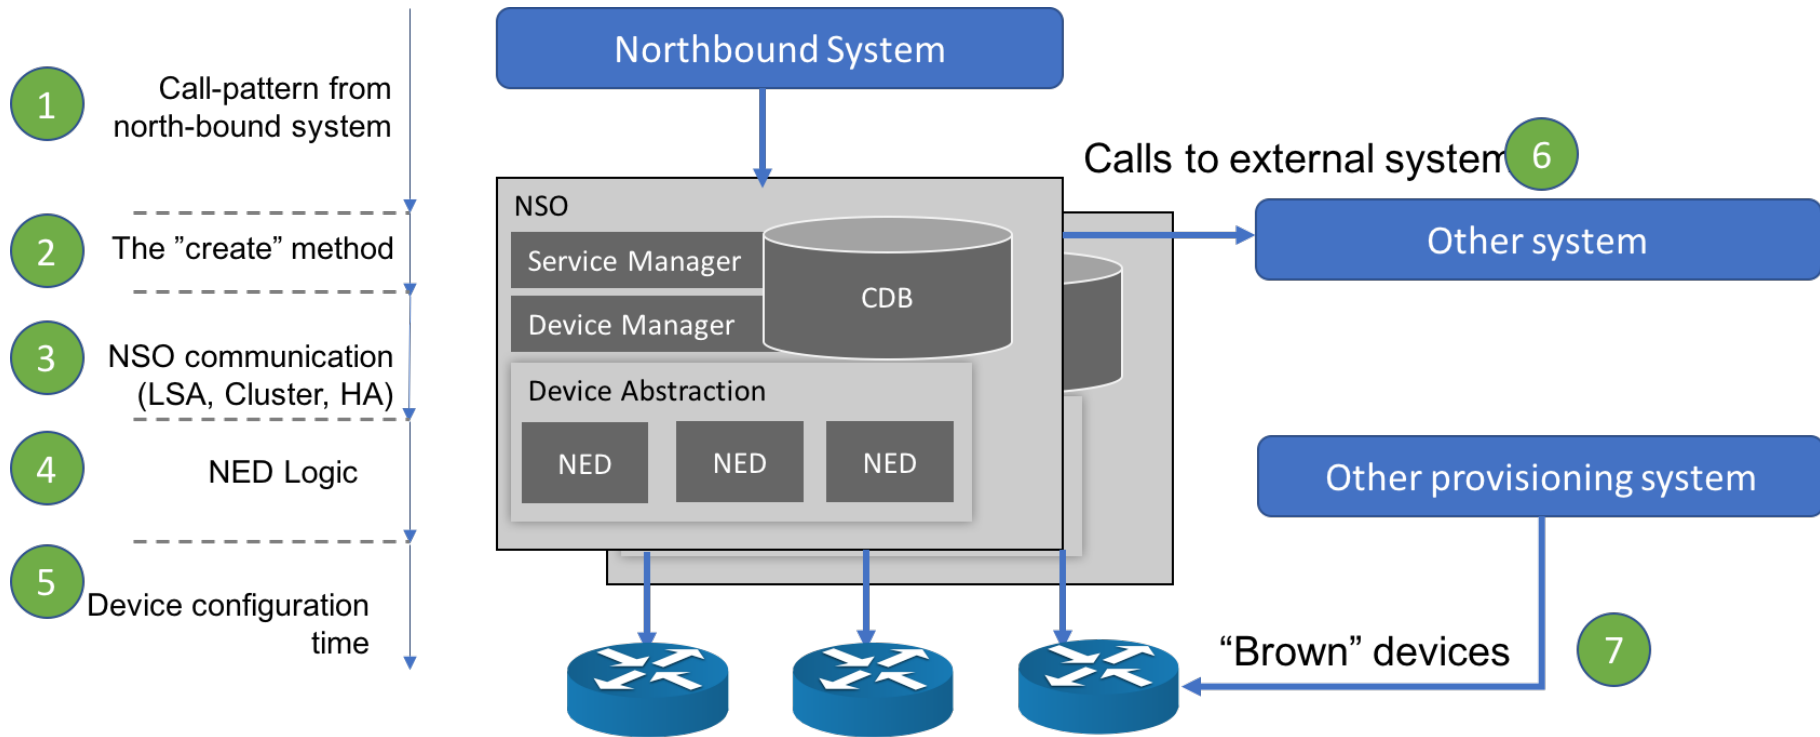 1
Call-pattern from
north-bound system
2
The ”create” method
3
NSO communication
(LSA, Cluster, HA)
4
NED Logic
5
Device configuration
time
Northbound System
NSO
Service Manager
Device Manager
CDB
Device Abstraction
NED
NED
NED
Calls to external system
6
Other system
Other provisioning system
“Brown” devices
7